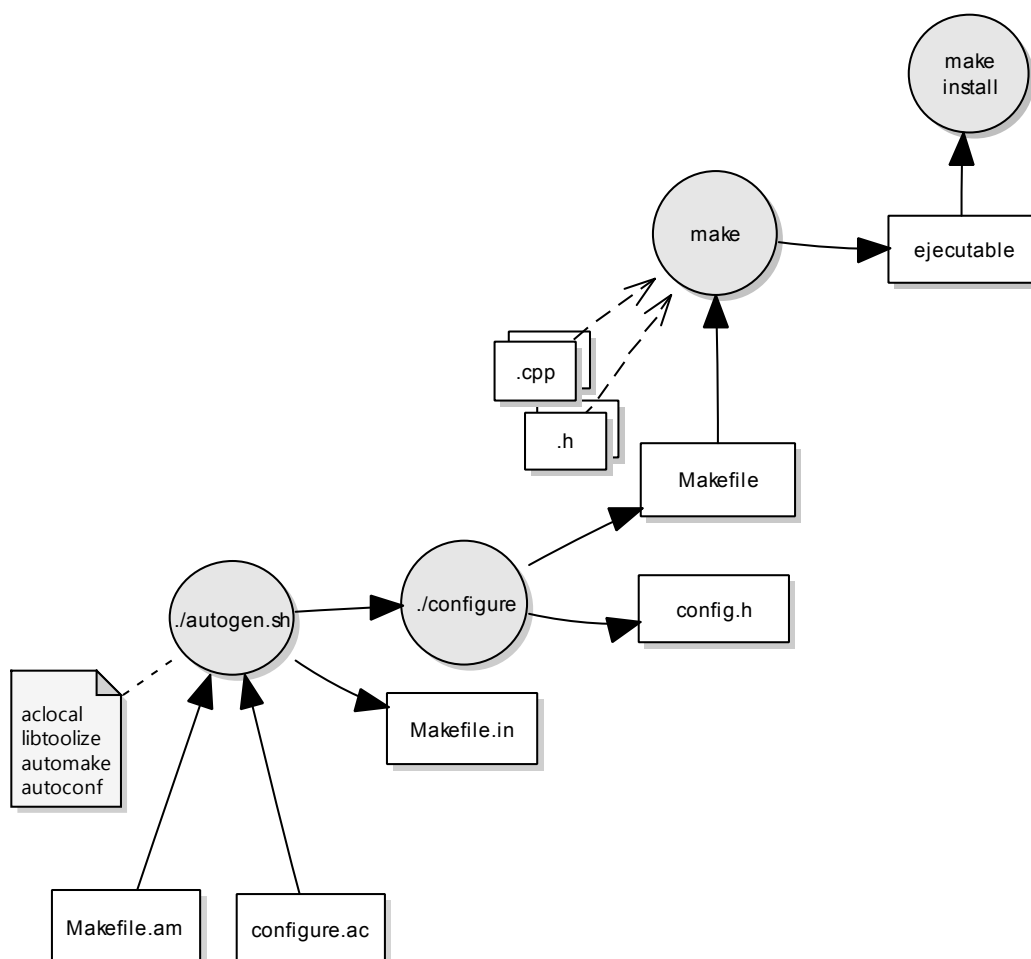 make
install
make
ejecutable
.cpp
.h
Makefile
./autogen.sh
./configure
config.h
aclocal
libtoolize
automake
autoconf
Makefile.in
Makefile.am
configure.ac